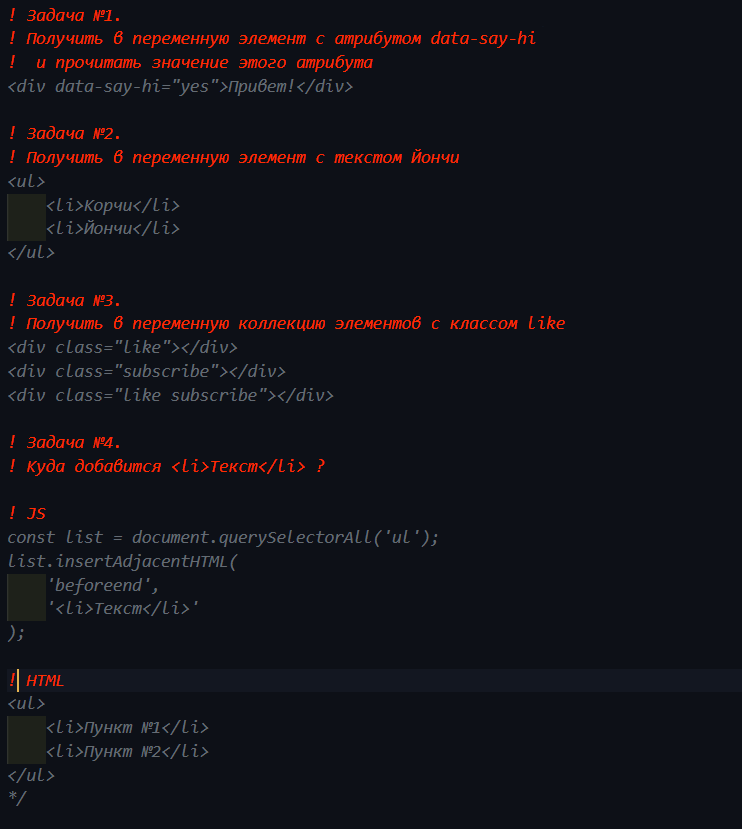 ! Задача №1.
! Получить в переменную элемент с атрибутом data-say-hi
!  и прочитать значение этого атрибута
<div data-say-hi="yes">Привет!</div>
! Задача №2.
! Получить в переменную элемент с текстом Йончи
<ul>
    <li>Корчи</li>
    <li>Йончи</li>
</ul>
! Задача №3.
! Получить в переменную коллекцию элементов с классом like
<div class="like"></div>
<div class="subscribe"></div>
<div class="like subscribe"></div>
! Задача №4.
! Куда добавится <li>Текст</li> ?
! JS
const list = document.querySelectorAll('ul');
list.insertAdjacentHTML(
    'beforeend',
    '<li>Текст</li>'
);
! HTML
<ul>
    <li>Пункт №1</li>
    <li>Пункт №2</li>
</ul>
*/